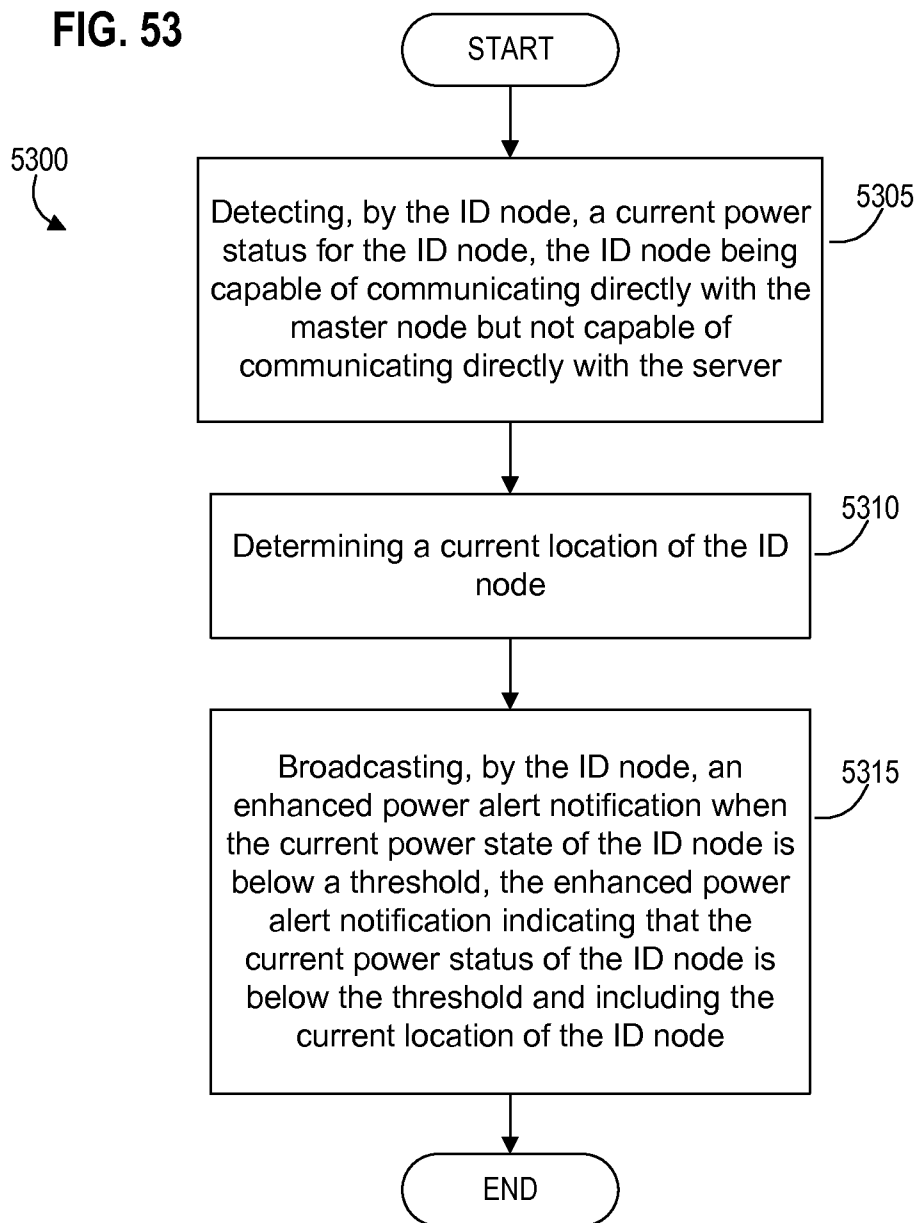 FIG. 53
START
5300
5305
Detecting, by the ID node, a current power
status for the ID node, the ID node being
capable of communicating directly with the
master node but not capable of
communicating directly with the server
5310
Determining a current location of the ID
node
5315
Broadcasting, by the ID node, an
enhanced power alert notification when
the current power state of the ID node is
below a threshold, the enhanced power
alert notification indicating that the
current power status of the ID node is
below the threshold and including the
current location of the ID node
END